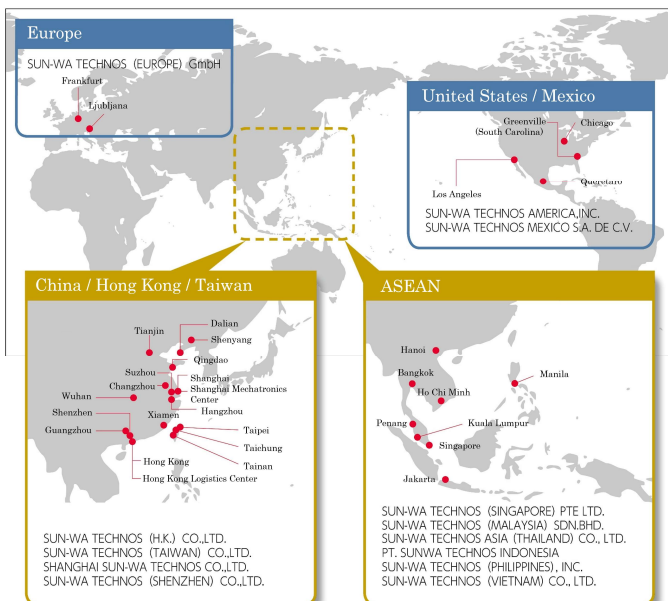 Europe
SUN-WA TECHNOS (EUROPE) GmbH
Frankfurt
Ljubljana
United States / Mexico
Greenville
(South Carolina)
Chicago
Los Angeles
Queretaro
SUN-WA TECHNOS AMERICA,INC.
SUN-WA TECHNOS MEXICO S.A. DE C.V.
China / Hong Kong / Taiwan
Dalian
Tianjin
Shenyang
Qingdao
Suzhou
Shanghai
Changzhou
Shanghai Mechatronics
Center
Wuhan
Hangzhou
Shenzhen
Xiamen
Guangzhou
Taipei
Taichung
Hong Kong
Tainan
Hong Kong Logistics Center
SUN-WA TECHNOS (H.K.) CO.,LTD.
SUN-WA TECHNOS (TAIWAN) CO.,LTD.
SHANGHAI SUN-WA TECHNOS CO.,LTD.
SUN-WA TECHNOS (SHENZHEN) CO.,LTD.
ASEAN
Hanoi
Bangkok
Manila
Ho Chi Minh
Penang
Kuala Lumpur
Singapore
Jakarta
SUN-WA TECHNOS (SINGAPORE) PTE LTD.
SUN-WA TECHNOS (MALAYSIA) SDN.BHD.
SUN-WA TECHNOS ASIA (THAILAND) CO., LTD.
PT. SUNWA TECHNOS INDONESIA
SUN-WA TECHNOS (PHILIPPINES), INC.
SUN-WA TECHNOS (VIETNAM) CO., LTD.